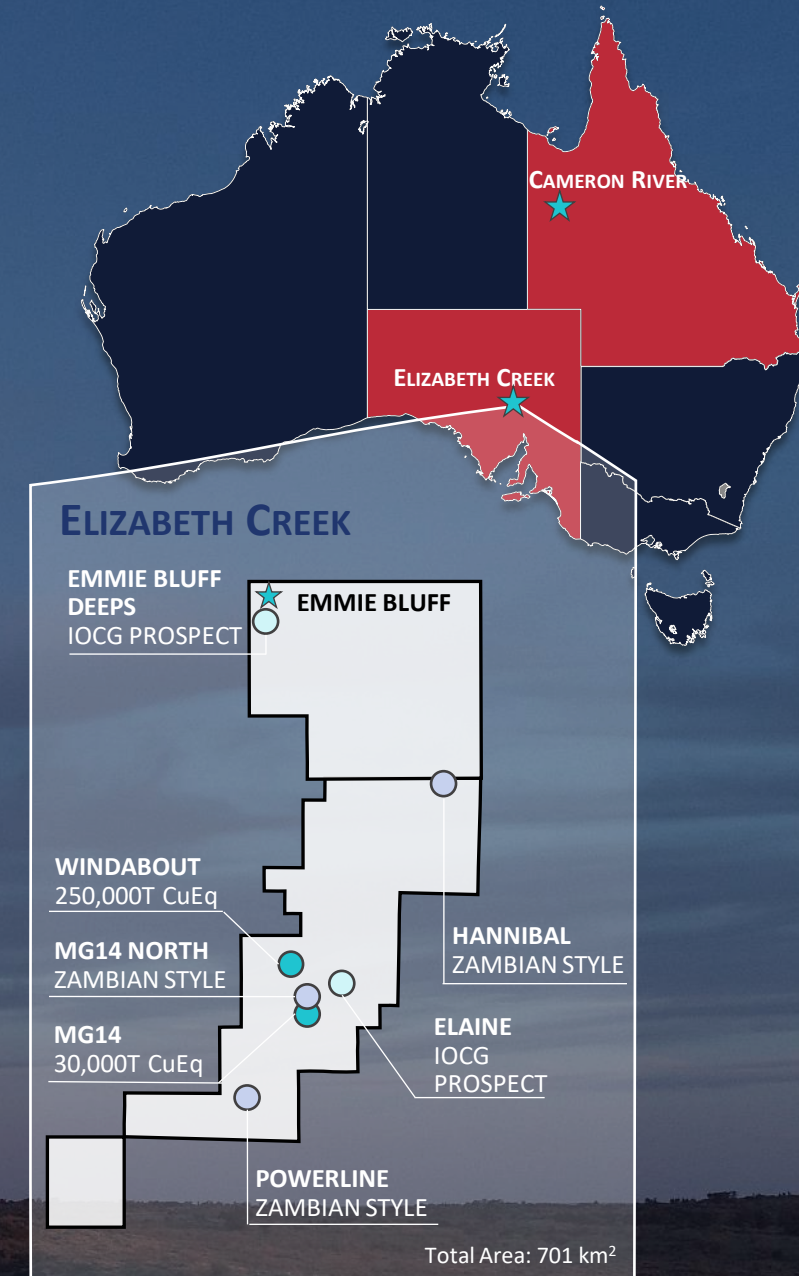 CAMERON RIVER
ELIZABETH CREEK
ELIZABETH CREEK
EMMIE BLUFF
DEEPS
IOCG PROSPECT
EMMIE BLUFF
WINDABOUT
250,000T CuEq
MG14 NORTH
ZAMBIAN STYLE
MG14
30,000T CuEq
HANNIBAL
ZAMBIAN STYLE
ELAINE
IOCG
PROSPECT
POWERLINE
ZAMBIAN STYLE
Total Area: 701 km²